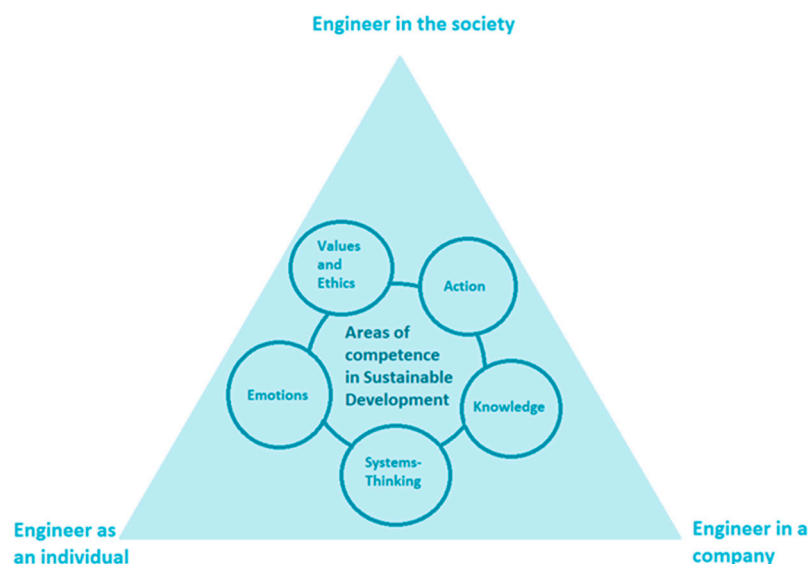 Engineer in the society
Values
and
Ethics
Action
Areas of
competence
in Sustainable
Development
Emotions
Knowledge
Systems-
Thinking
Engineer as
an individual
Engineer in a
company